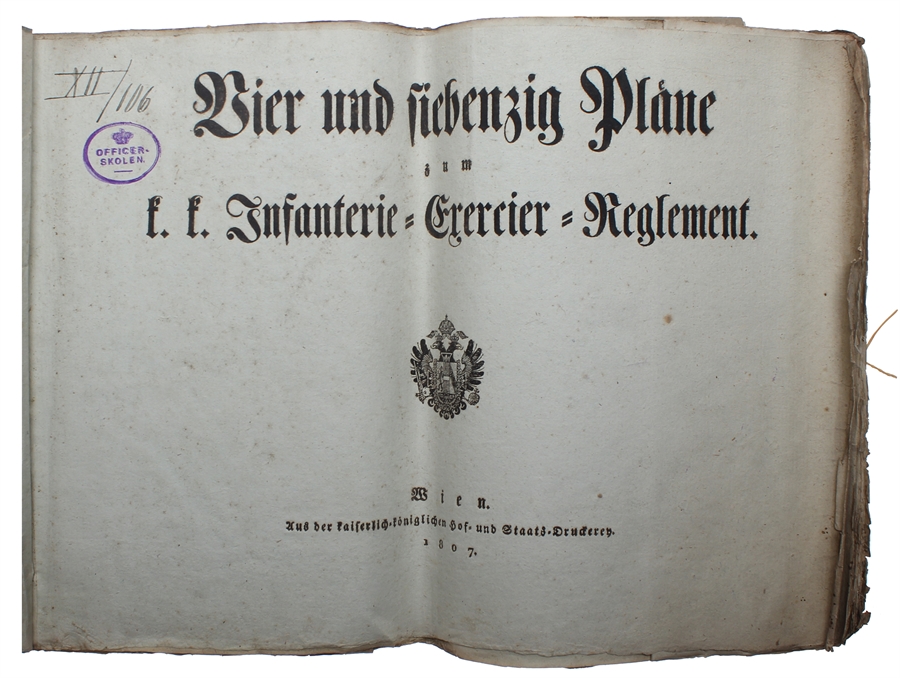 XII/106
OFFICER-
SKOLEN.
Vier und siebenzig Pläne
zum
k. k. Infanterie-Exercier-Reglement.
Wien.
Aus der kaiserlich-königlichen Hof- und Staats-Druckerey.
1807.